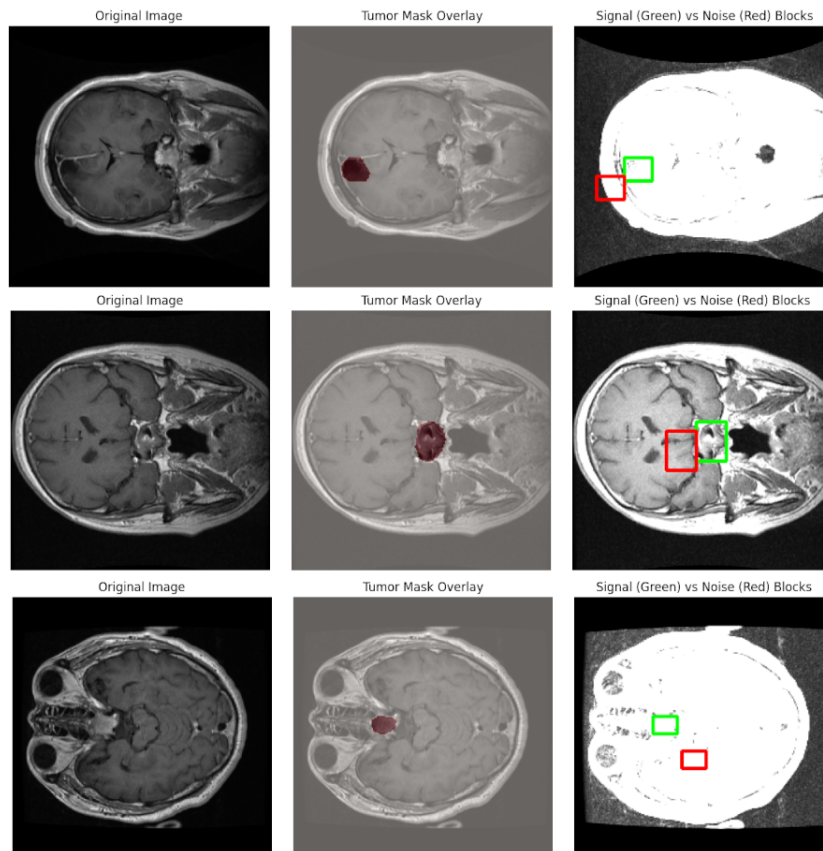 Original Image
Tumor Mask Overlay
Signal (Green) vs Noise (Red) Blocks
Original Image
Tumor Mask Overlay
Signal (Green) vs Noise (Red) Blocks
Original Image
Tumor Mask Overlay
Signal (Green) vs Noise (Red) Blocks